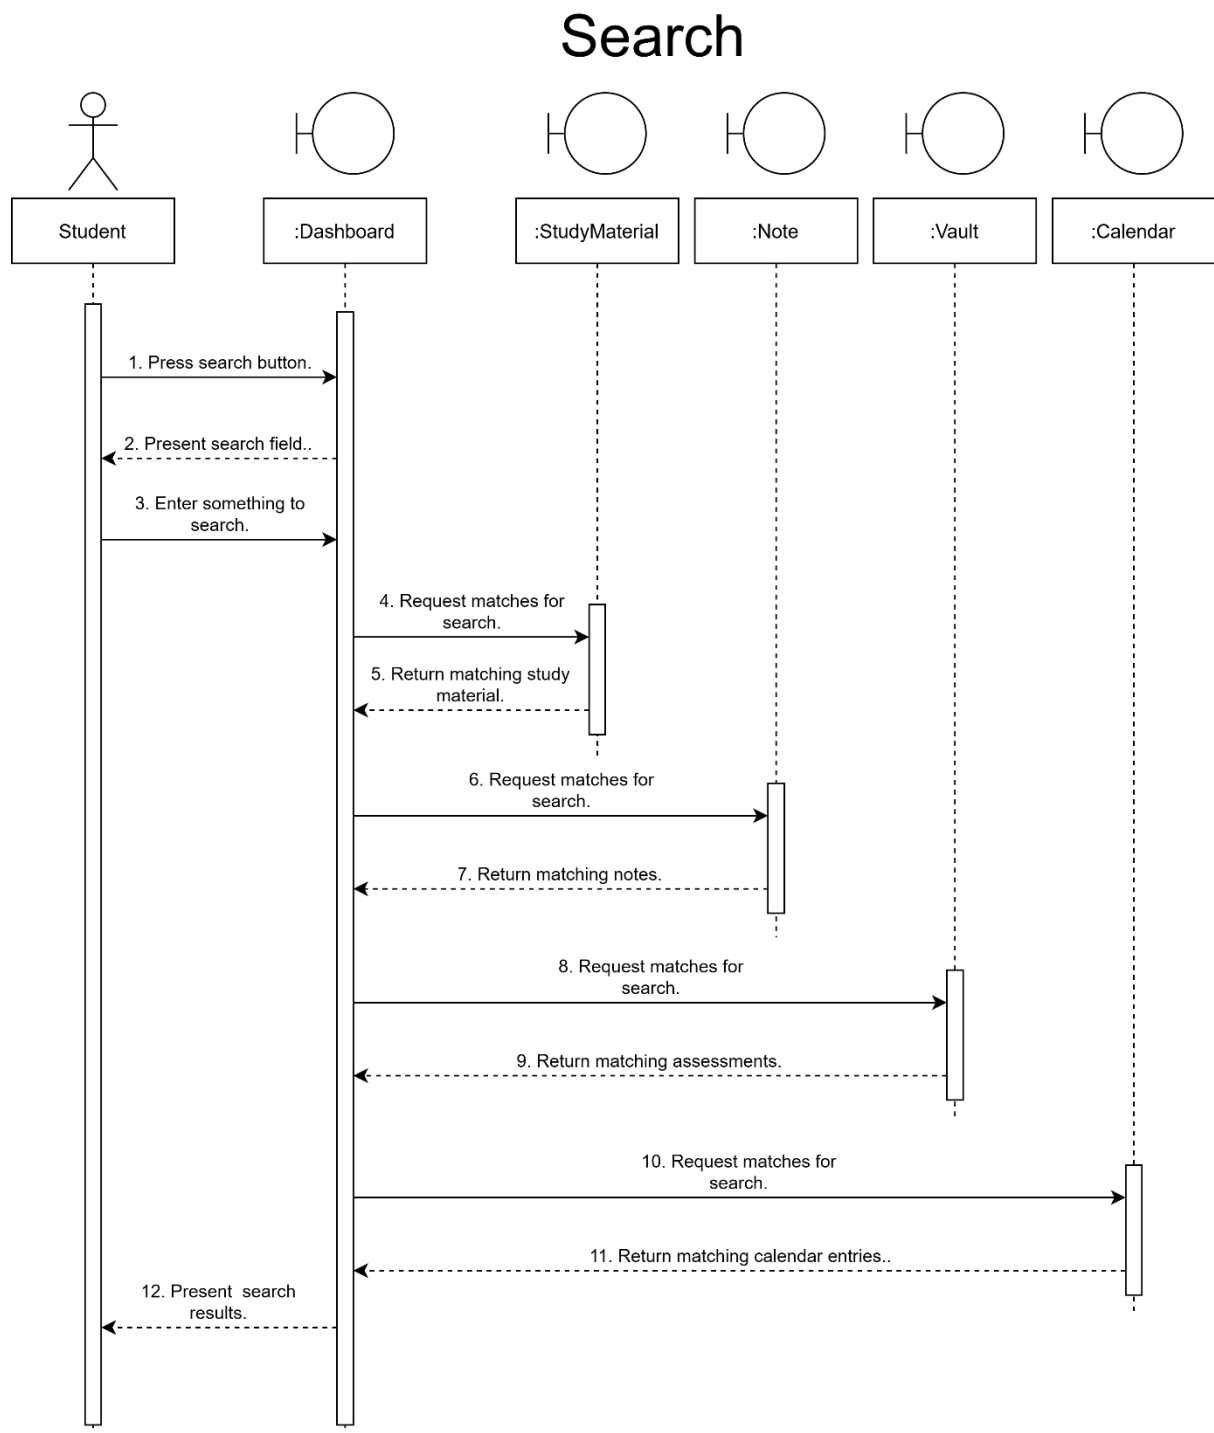 Search
Student
:Dashboard
:StudyMaterial
:Note
:Vault
:Calendar
1. Press search button.
2. Present search field..
3. Enter something to
search.
4. Request matches for
search.
5. Return matching study
material.
6. Request matches for
search.
7. Return matching notes.
8. Request matches for
search.
9. Return matching assessments.
10. Request matches for
search.
11. Return matching calendar entries..
12. Present  search
results.